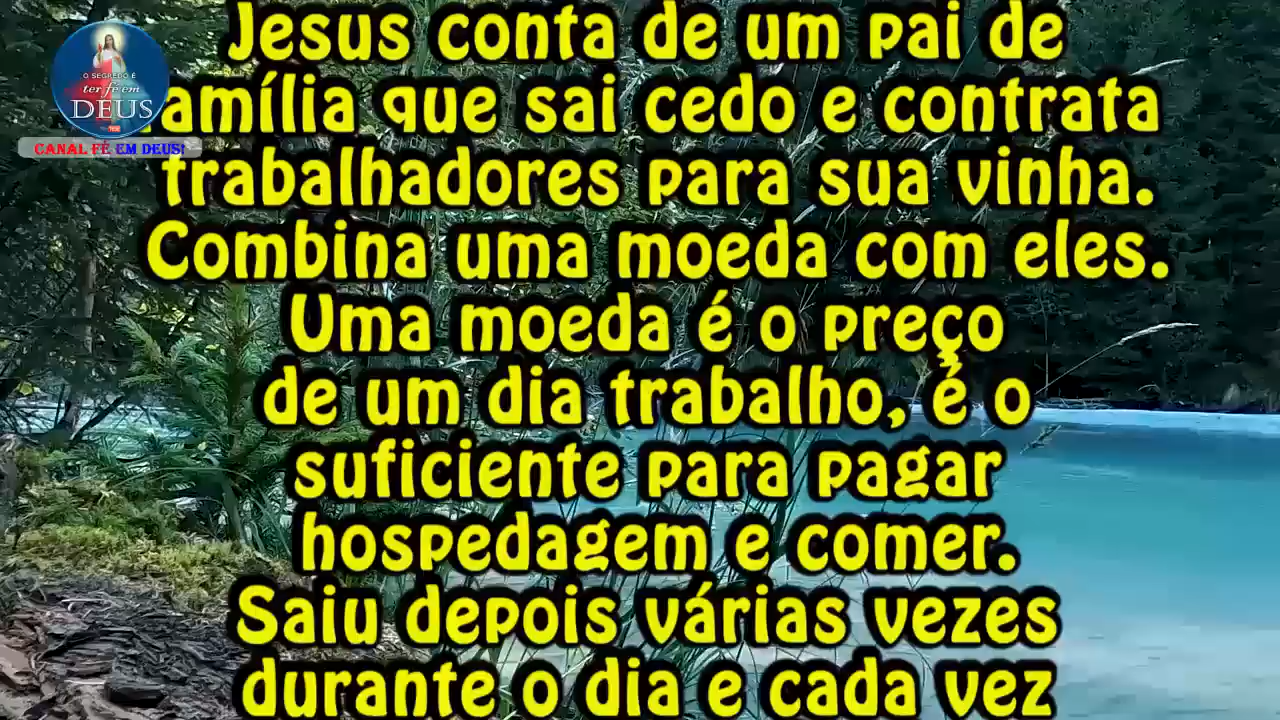 Jesus conta de um pai de
família que sai cedo e contrata
trabalhadores para sua vinha.
Combina uma moeda com eles.
Uma moeda é o preço
de um dia trabalho, é o
suficiente para pagar
hospedagem e comer.
Saiu depois várias vezes
durante o dia e cada vez
O SEGREDO É
ter fé em
DEUS
CANAL FÉ EM DEUS!